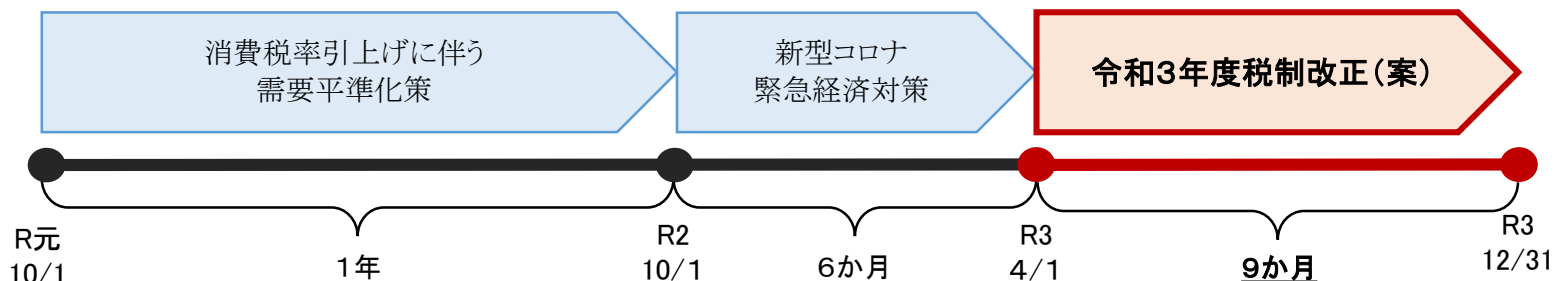 消費税率引上げに伴う
需要平準化策
新型コロナ
緊急経済対策
令和３年度税制改正（案）
R元
10/1
１年
R2
10/1
６か月
R3
4/1
９か月
R3
12/31